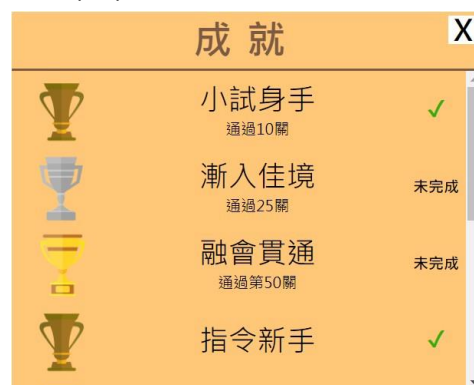 成就
X
小試身手
通過10關
✓
漸入佳境
通過25關
未完成
融會貫通
通過第50關
未完成
指令新手
✓